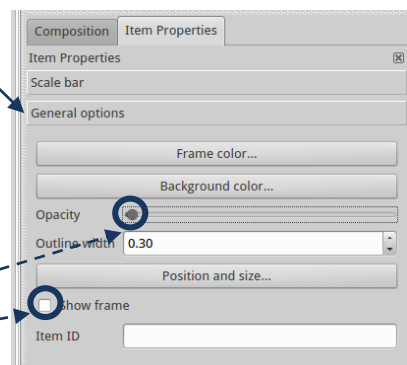 Composition Item Properties
Item Properties
Scale bar
General options
Frame color...
Background color...
Opacity
Outline width 0.30
Position and size...
Show frame
Item ID